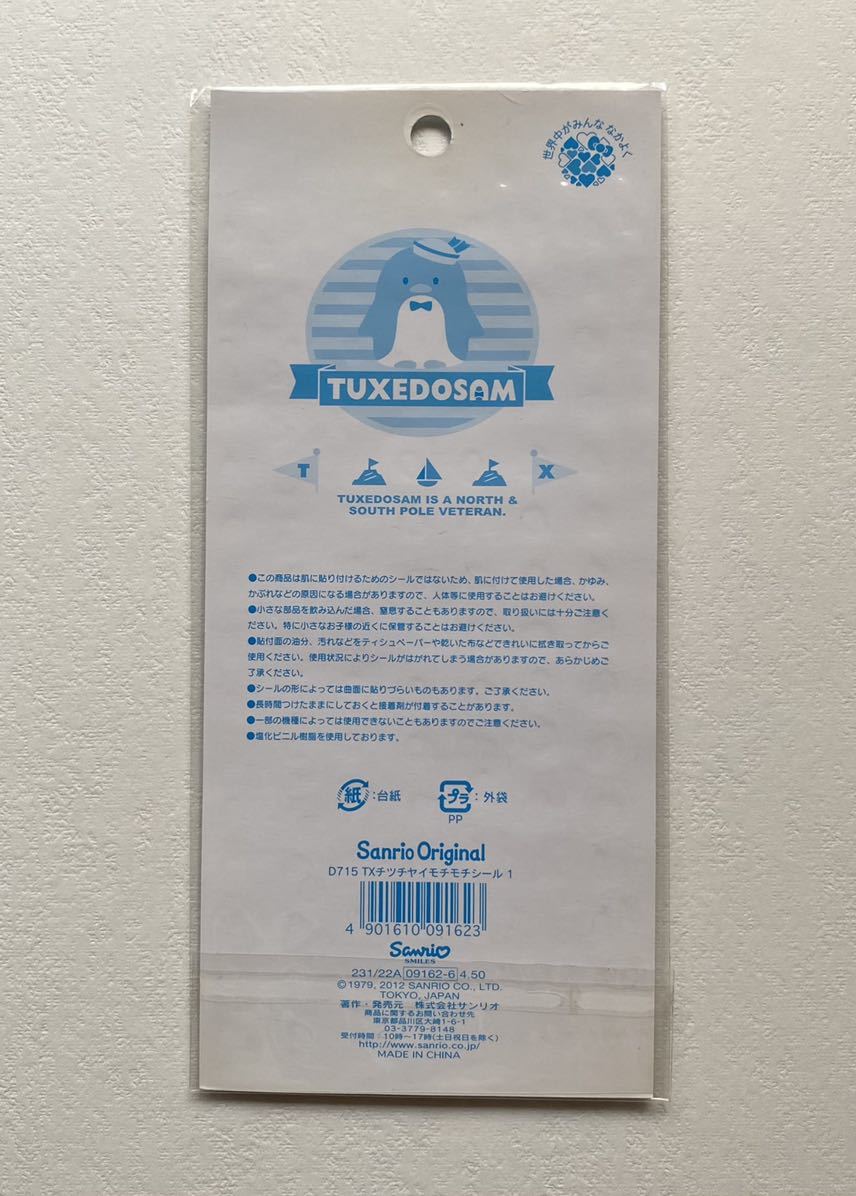 世界中がみんななかよく
TUXEDOSAM
T
X
TUXEDOSAM IS A NORTH &
SOUTH POLE VETERAN.
●この商品は肌に貼り付けるためのシールではないため、肌に付けて使用した場合、かゆみ、
かぶれなどの原因になる場合がありますので、人体等に使用することはお避けください。
●小さな部品を飲み込んだ場合、窒息することもありますので、取り扱いには十分ご注意く
ださい。特に小さなお子様の近くに保管することはお避けください。
●貼付面の油分、汚れなどをティシュペーパーや乾いた布などできれいに拭き取ってからご
使用ください。使用状況によりシールがはがれてしまう場合がありますので、あらかじめご
了承ください。
●シールの形によっては曲面に貼りづらいものもあります。ご了承ください。
●長時間つけたままにしておくと接着剤が付着することがあります。
●一部の機種によっては使用できないこともありますのでご注意ください。
●塩化ビニル樹脂を使用しております。
紙:台紙
プラ:外袋
PP
Sanrio Original
D715 TXチツチヤイモチモチシール 1
4 901610 091623
Sanrio
SMILES
231/22A 09162-6 4.50
©1979, 2012 SANRIO CO., LTD.
TOKYO, JAPAN
著作・発売元 株式会社サンリオ
商品に関するお問い合わせ先
東京都品川区大崎1-6-1
03-3779-8148
受付時間:10時~17時(土日祝日を除く)
http://www.sanrio.co.jp/
MADE IN CHINA